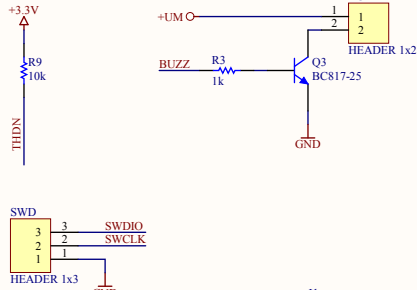 +3.3V
R9
10k
THDN
+UM
1
1
2
2
HEADER 1x2
BUZZ
R3
1k
Q3
BC817-25
GND
SWD
3
3
SWDIO
2
2
SWCLK
1
1
HEADER 1x3